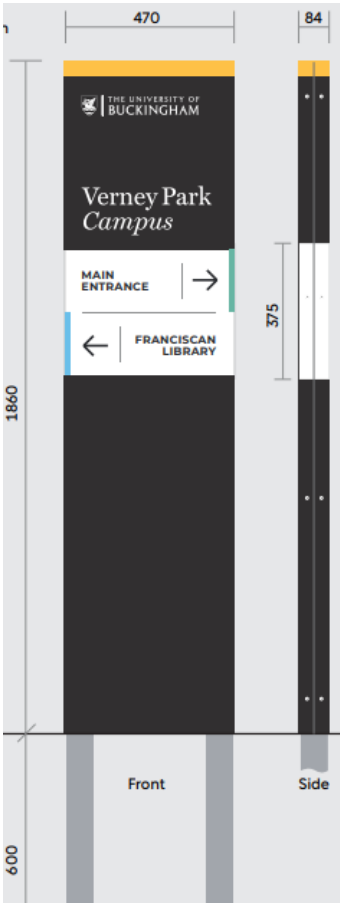 n
470
84
THE UNIVERSITY OF
BUCKINGHAM
Verney Park
Campus
MAIN
ENTRANCE
375
FRANCISCAN
LIBRARY
1860
Front
Side
600